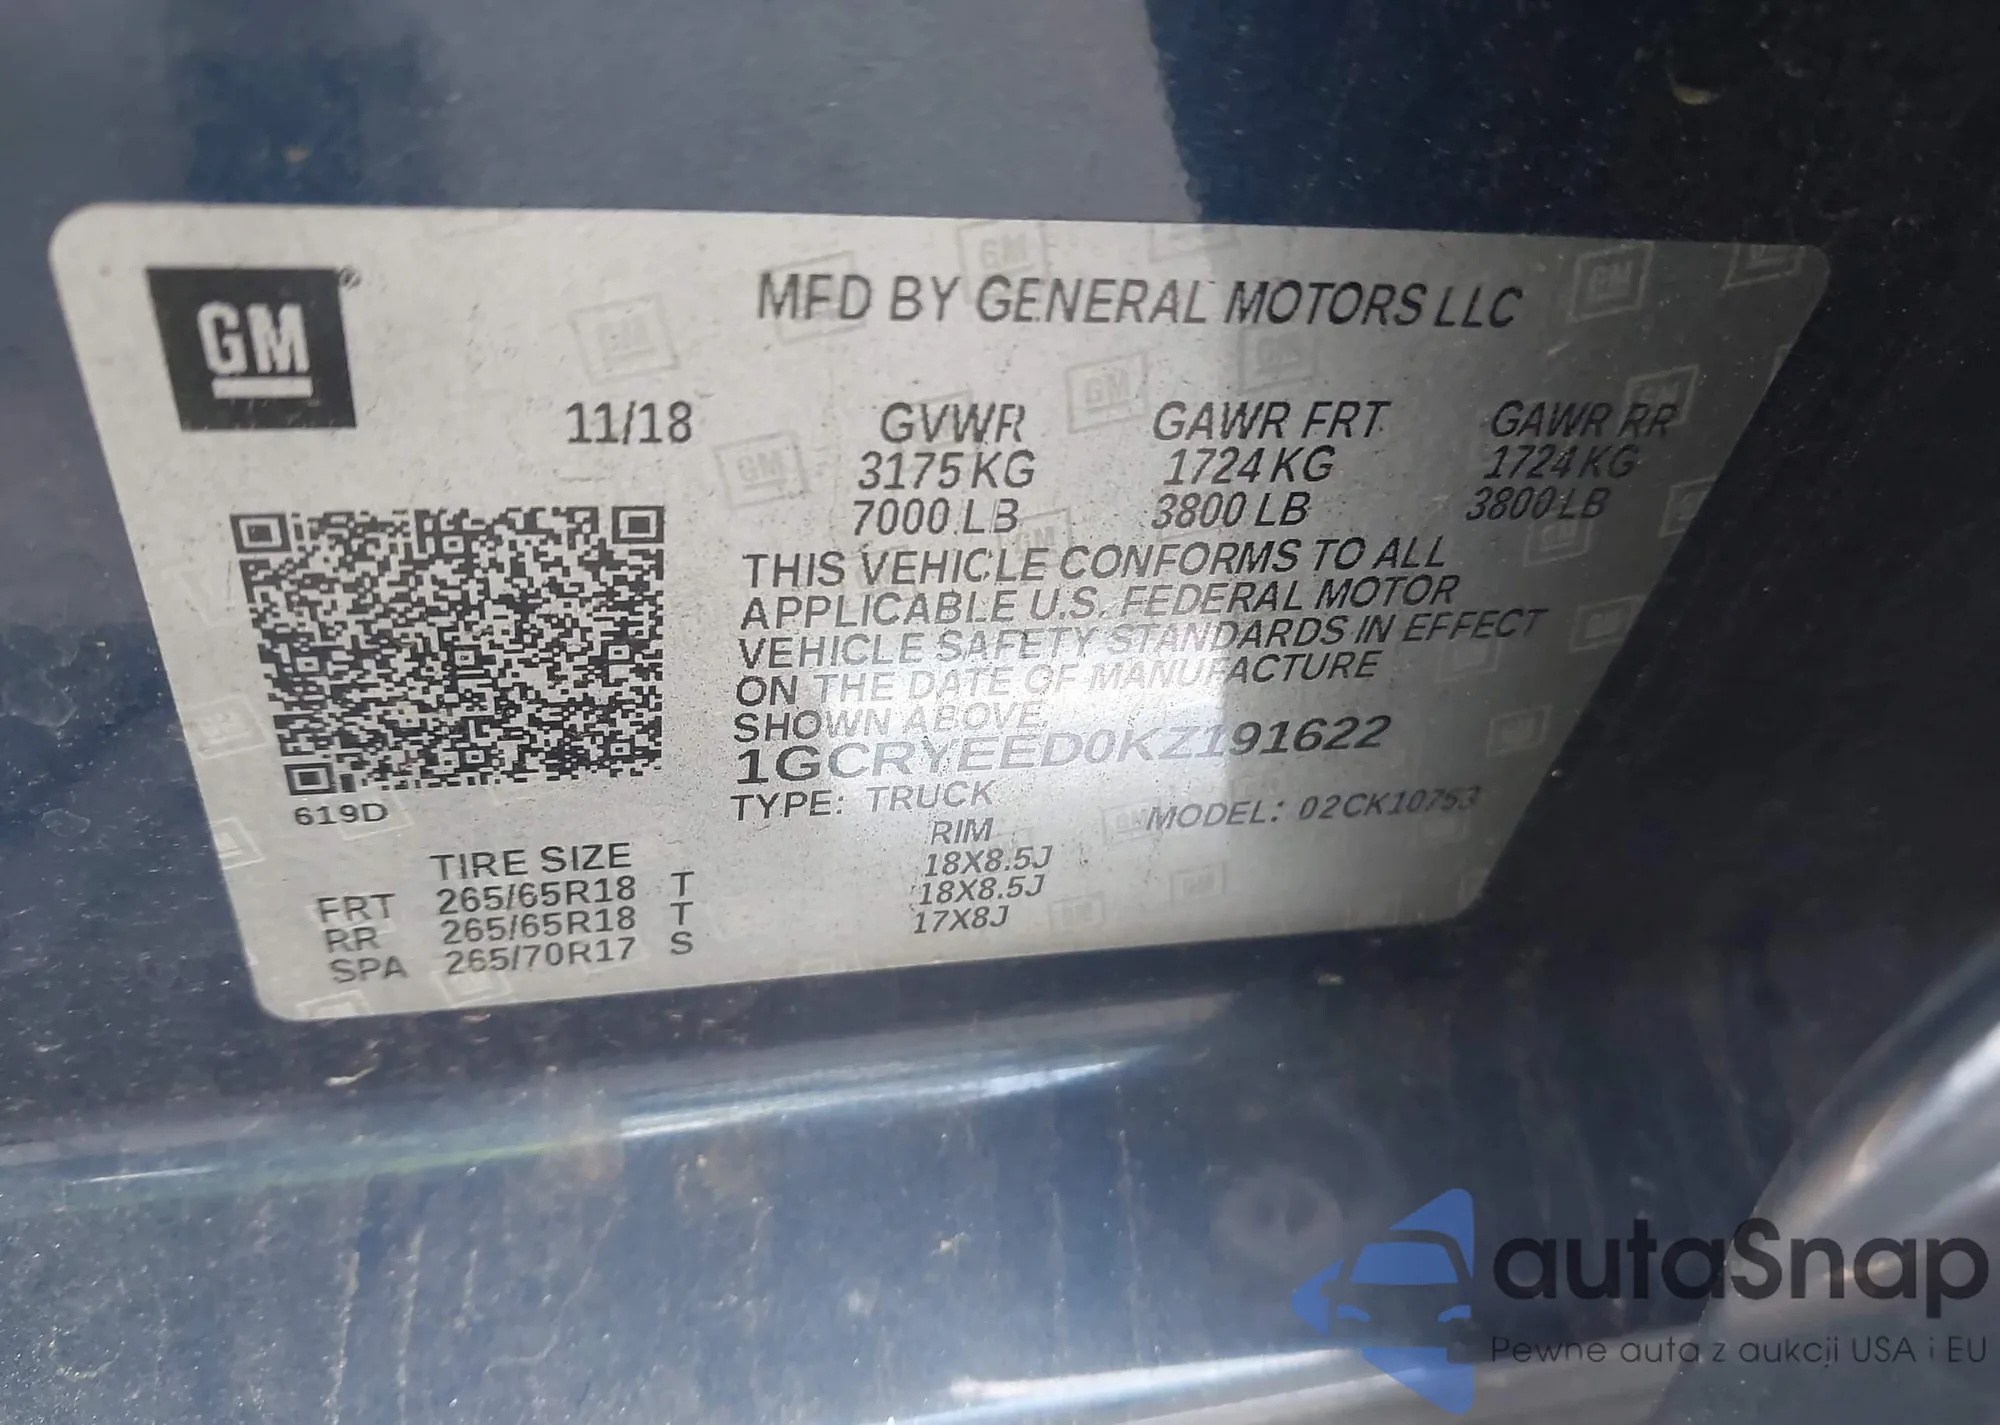 GM
MFD BY GENERAL MOTORS LLC
11/18 GVWR GAWR FRT GAWR RR
3175 KG 1724 KG 1724 KG
7000 LB 3800 LB 3800 LB
THIS VEHICLE CONFORMS TO ALL
APPLICABLE U.S. FEDERAL MOTOR
VEHICLE SAFETY STANDARDS IN EFFECT
ON THE DATE OF MANUFACTURE
SHOWN ABOVE.
1GCRYEED0KZ191622
619D
TYPE: TRUCK MODEL: 02CK10753
TIRE SIZE RIM
FRT 265/65R18 T 18X8.5J
RR 265/65R18 T 18X8.5J
SPA 265/70R17 S 17X8J
autaSnap
Pewne auta z aukcji USA i EU